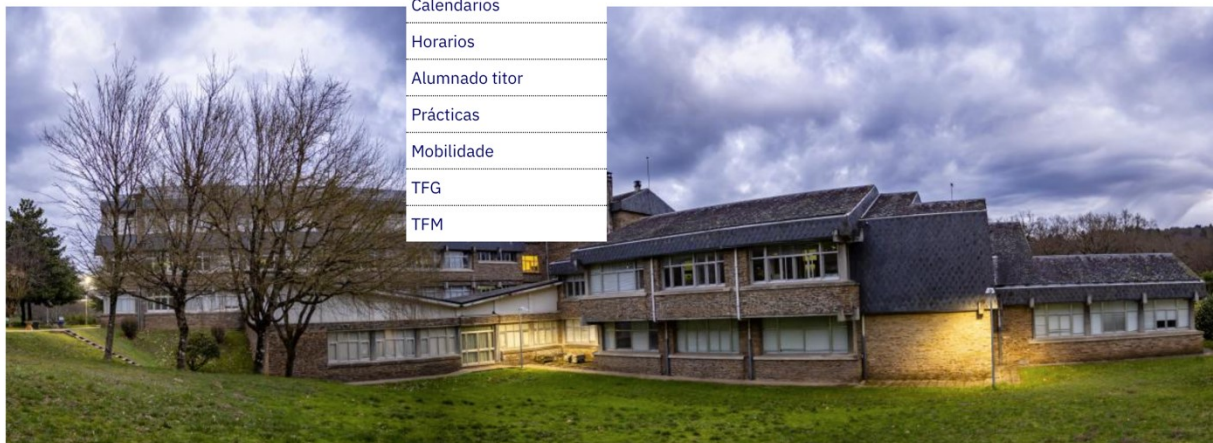 Calendarios
Horarios
Alumnado titor
Prácticas
Mobilidade
TFG
TFM